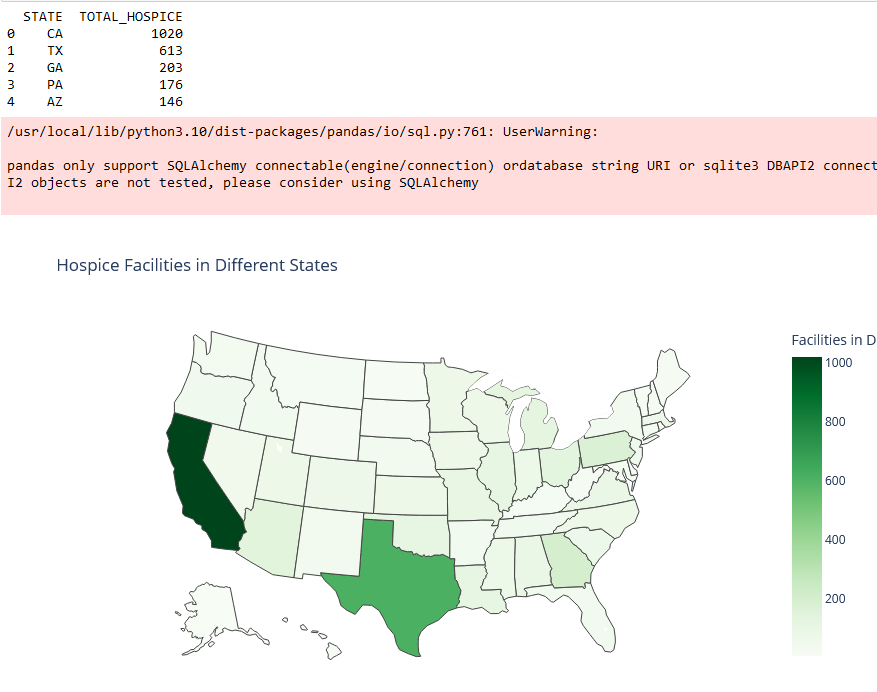 STATE TOTAL_HOSPICE
0 CA 1020
1 TX 613
2 GA 203
3 PA 176
4 AZ 146
/usr/local/lib/python3.10/dist-packages/pandas/io/sql.py:761: UserWarning:
pandas only support SQLAlchemy connectable(engine/connection) ordatabase string URI or sqlite3 DBAPI2 connect
I2 objects are not tested, please consider using SQLAlchemy
Hospice Facilities in Different States
Facilities in D
1000
800
600
400
200